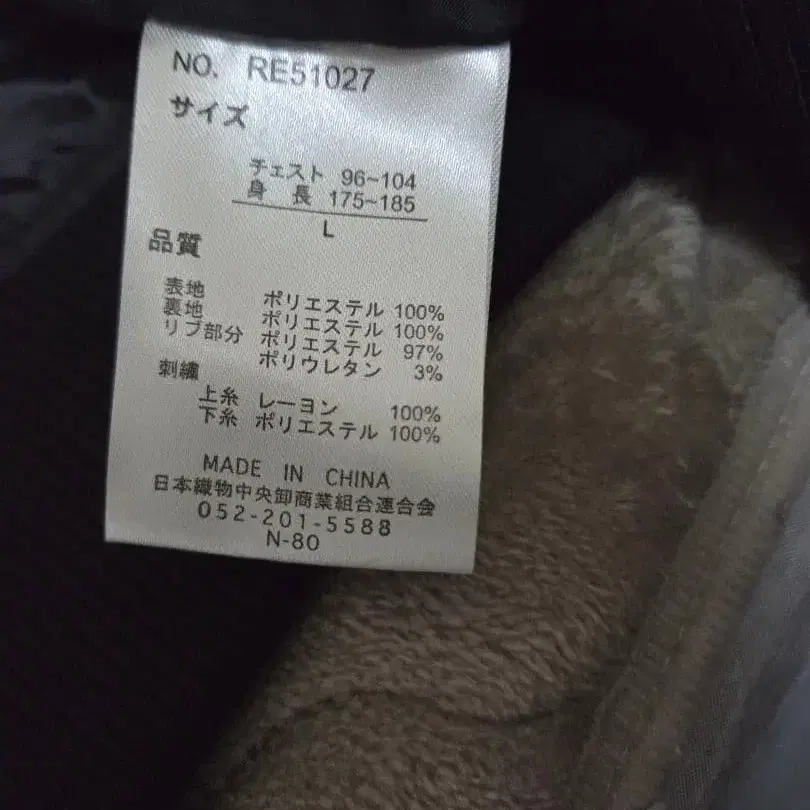 NO. RE51027
サイズ
チェスト 96~104
身 長 175~185
L
品質
表地 ポリエステル 100%
裏地 ポリエステル 100%
リブ部分 ポリエステル 97%
ポリウレタン 3%
刺繍
上糸 レーヨン 100%
下糸 ポリエステル 100%
MADE IN CHINA
日本織物中央卸商業組合連合会
052-201-5588
N-80